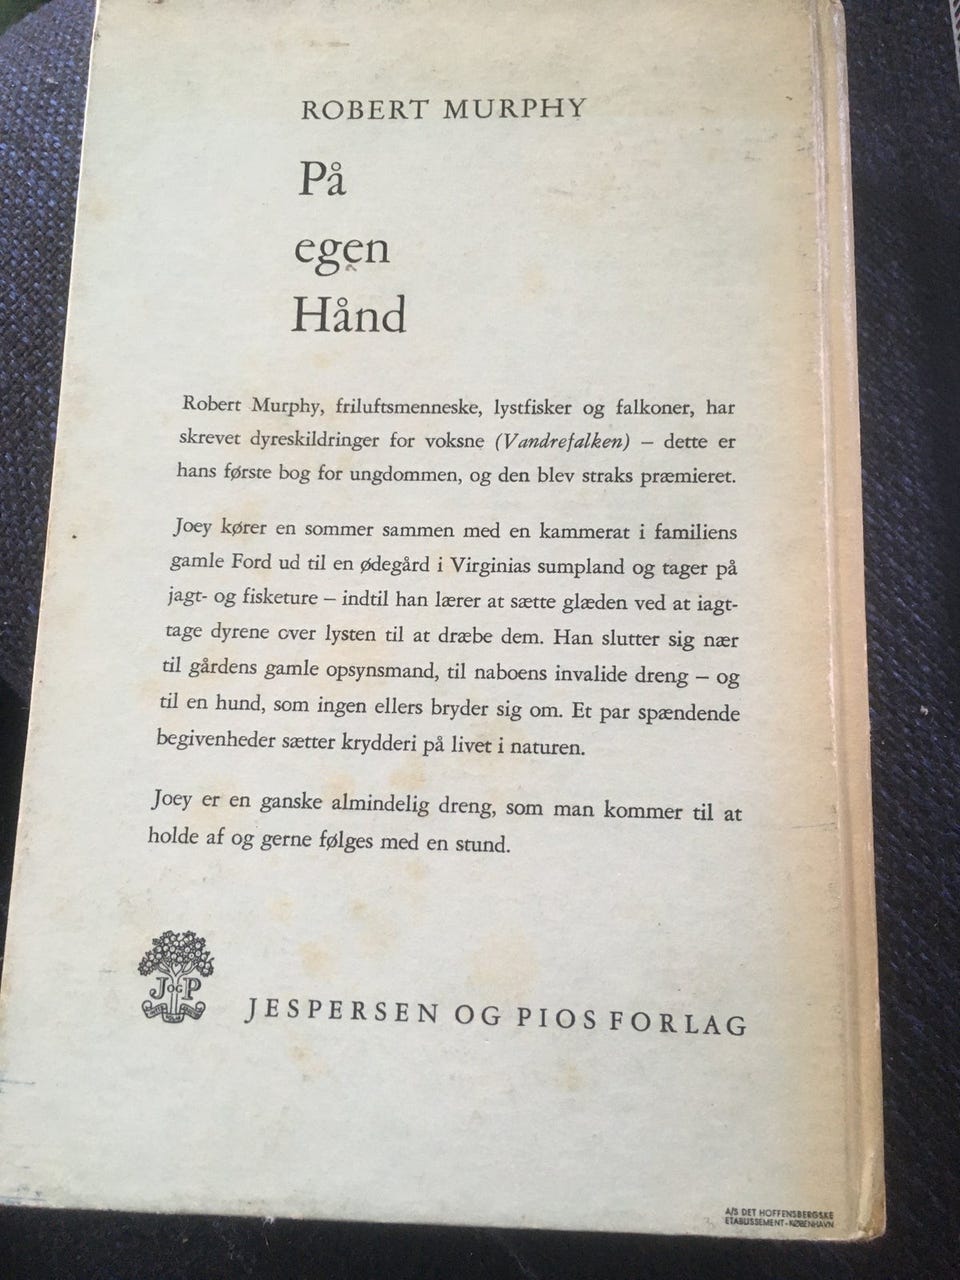 ROBERT MURPHY
På
egen
Hånd
Robert Murphy, friluftsmenneske, lystfisker og falkoner, har
skrevet dyreskildringer for voksne (Vandrefalken) – dette er
hans første bog for ungdommen, og den blev straks præmieret.
Joey kører en sommer sammen med en kammerat i familiens
gamle Ford ud til en ødegård i Virginias sumpland og tager på
jagt- og fisketure – indtil han lærer at sætte glæden ved at iagt-
tage dyrene over lysten til at dræbe dem. Han slutter sig nær
til gårdens gamle opsynsmand, til naboens invalide dreng – og
til en hund, som ingen ellers bryder sig om. Et par spændende
begivenheder sætter krydderi på livet i naturen.
Joey er en ganske almindelig dreng, som man kommer til at
holde af og gerne følges med en stund.
J OG P
JESPERSEN OG PIOS FORLAG
A/S DET HOFFENSBERGSKE
ETABLISSEMENT-KØBENHAVN